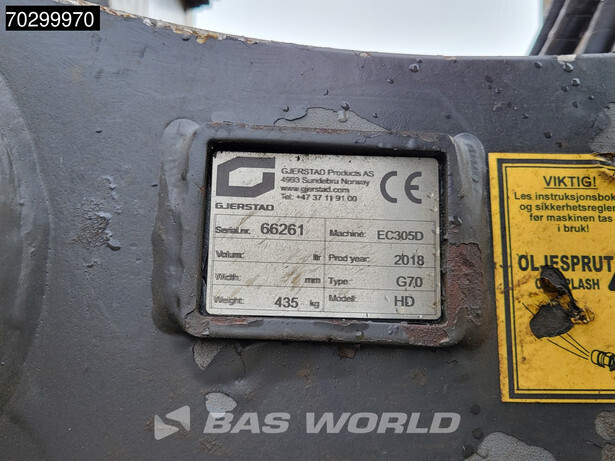 70299970
GJERSTAD Products AS
4993 Sundebru Norway
www.gjerstad.com
Tel: +47 37 11 91 00
CE
GJERSTAD
Serial.nr. 66261 Machine: EC305D
Volum: ltr Prod year: 2018
Width: mm Type: G70
Weight: 435 kg Modell: HD
VIKTIG!
Les instruksjonsbok
og sikkerhetsregler
før maskinen tas
i bruk!
OLJESPRUT
SPLASH
BAS WORLD